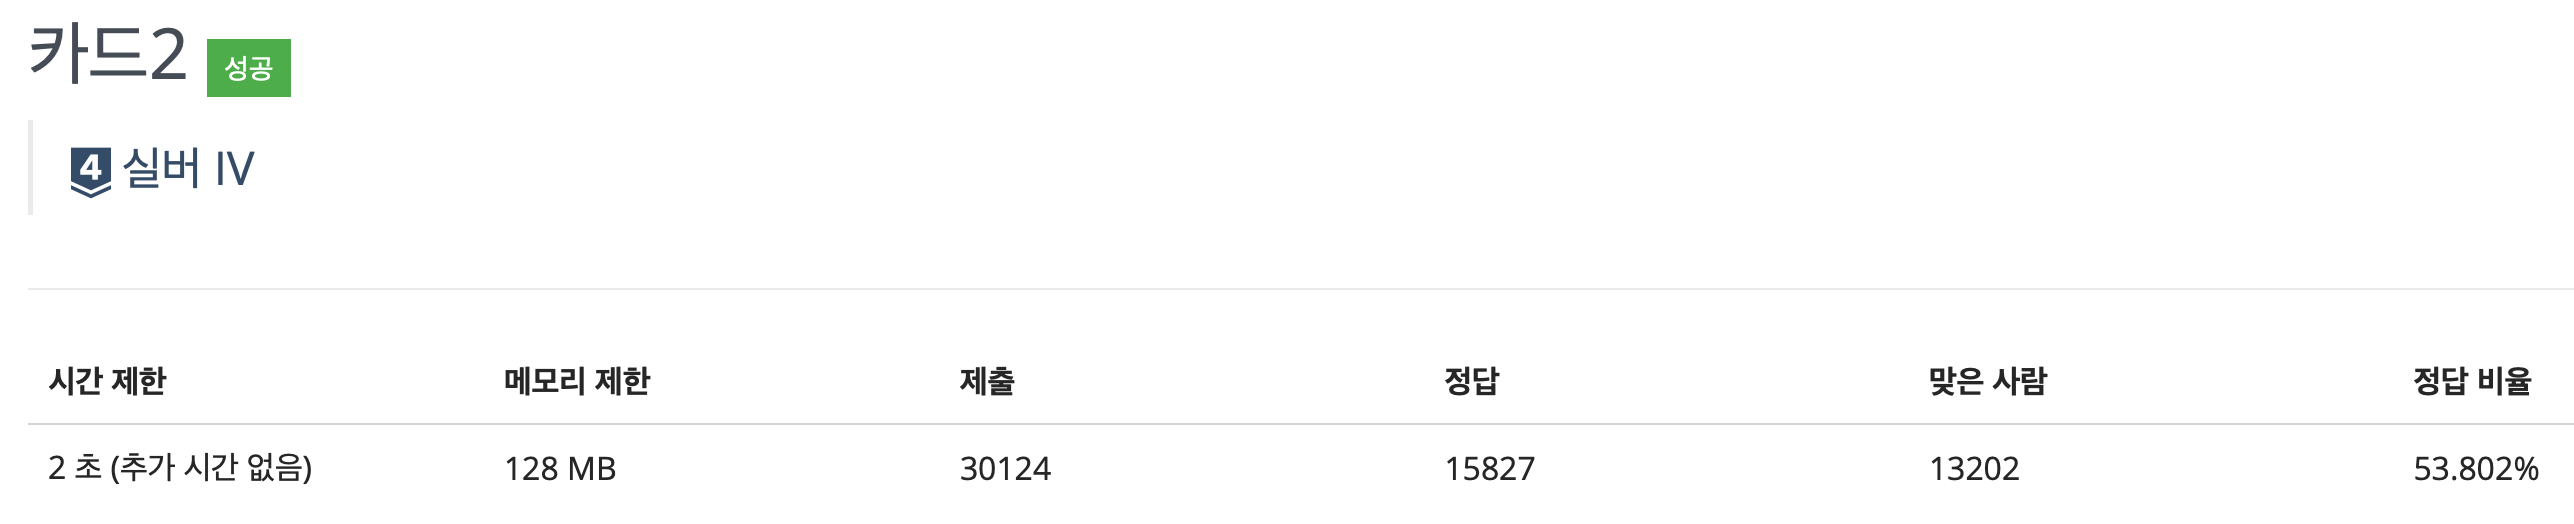 카드2 성공
4 실버 IV
시간 제한 메모리 제한 제출 정답 맞은 사람 정답 비율
2 초 (추가 시간 없음) 128 MB 30124 15827 13202 53.802%